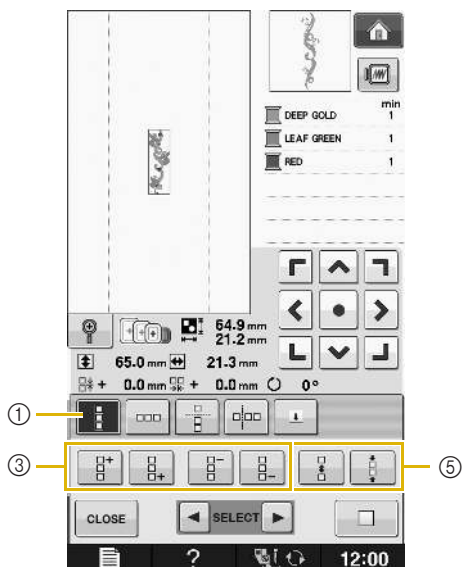 min
DEEP GOLD 1
LEAF GREEN 1
RED 1
64.9 mm
21.2 mm
65.0 mm 21.3 mm
+ 0.0 mm + 0.0 mm 0°
①
③
⑤
CLOSE SELECT
? 12:00